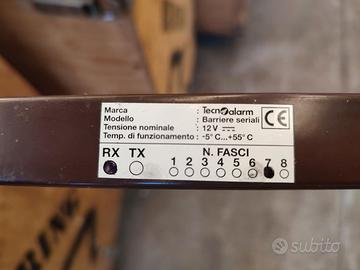 Marca : Tecnoalarm
Modello : Barriere seriali
Tensione nominale : 12 V
Temp. di funzionamento : -5° C...+55° C
CE
RX TX N. FASCI
1 2 3 4 5 6 7 8
subito